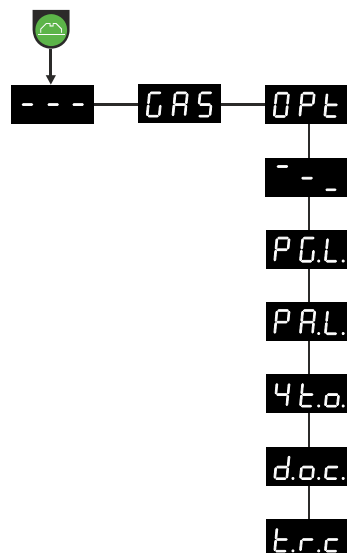 --- GAS OPt
‾-_
PG.L.
PA.L.
4t.o.
d.o.c.
t.r.c